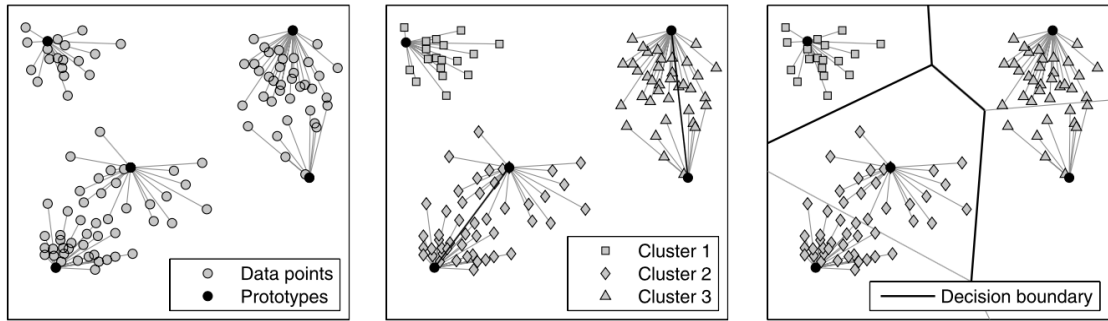 Data points
Prototypes
Cluster 1
Cluster 2
Cluster 3
Decision boundary